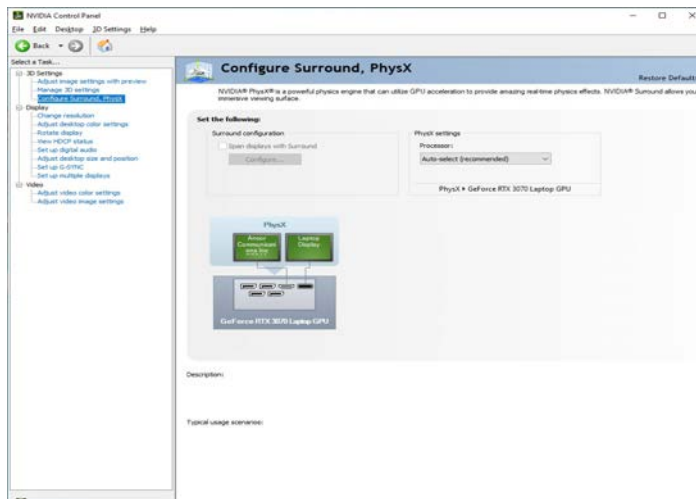 NVIDIA Control Panel
File Edit Desktop 3D Settings Help
Back
Select a Task...
3D Settings
Adjust image settings with preview
Manage 3D settings
Configure Surround, PhysX
Display
Change resolution
Adjust desktop color settings
Rotate display
View HDCP status
Set up digital audio
Adjust desktop size and position
Set up G-SYNC
Set up multiple displays
Video
Adjust video color settings
Adjust video image settings
Configure Surround, PhysX
Restore Defaults
NVIDIA® PhysX® is a powerful physics engine that can utilize GPU acceleration to provide amazing real-time physics effects. NVIDIA® Surround allows you
immersive viewing surface.
Set the following:
Surround configuration
Span displays with Surround
Configure...
PhysX settings
Processor:
Auto-select (recommended)
PhysX > GeForce RTX 3070 Laptop GPU
PhysX
Communicati
Laptop
Display
GeForce RTX 3070 Laptop GPU
Description:
Typical usage scenarios: